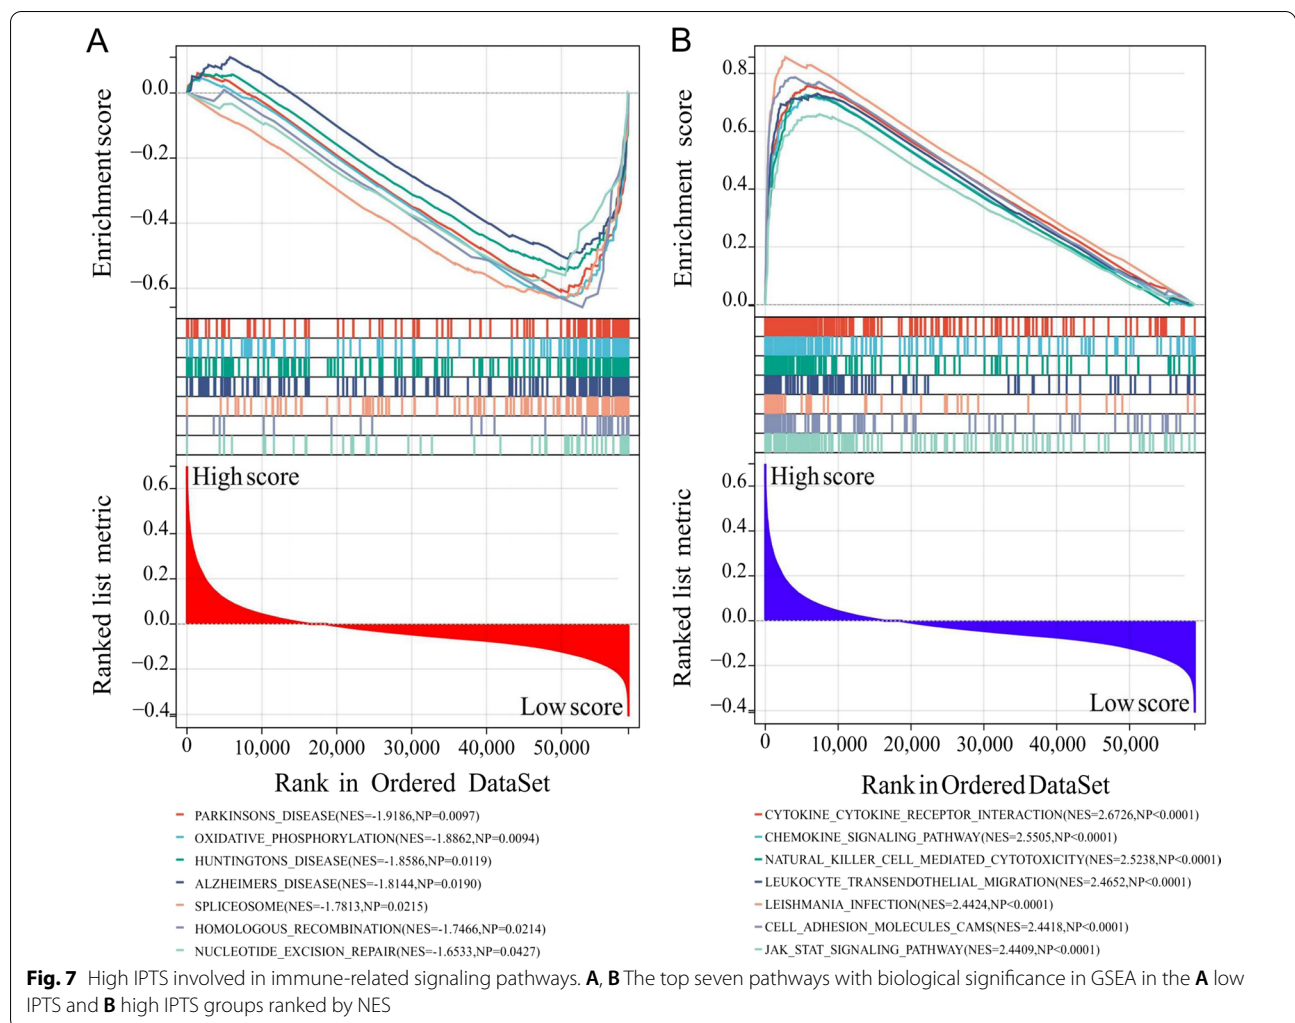 A
0.0
−0.2
−0.4
−0.6
Enrichment score
High score
0.6
0.4
0.2
0.0
−0.2
−0.4
Ranked list metric
Low score
0 10,000 20,000 30,000 40,000 50,000
Rank in Ordered DataSet
PARKINSONS_DISEASE(NES=-1.9186,NP=0.0097)
OXIDATIVE_PHOSPHORYLATION(NES=-1.8862,NP=0.0094)
HUNTINGTONS_DISEASE(NES=-1.8586,NP=0.0119)
ALZHEIMERS_DISEASE(NES=-1.8144,NP=0.0190)
SPLICEOSOME(NES=-1.7813,NP=0.0215)
HOMOLOGOUS_RECOMBINATION(NES=-1.7466,NP=0.0214)
NUCLEOTIDE_EXCISION_REPAIR(NES=-1.6533,NP=0.0427)
B
0.8
0.6
0.4
0.2
0.0
Enrichment score
High score
0.6
0.4
0.2
0.0
−0.2
−0.4
Ranked list metric
Low score
0 10,000 20,000 30,000 40,000 50,000
Rank in Ordered DataSet
CYTOKINE_CYTOKINE_RECEPTOR_INTERACTION(NES=2.6726,NP<0.0001)
CHEMOKINE_SIGNALING_PATHWAY(NES=2.5505,NP<0.0001)
NATURAL_KILLER_CELL_MEDIATED_CYTOTOXICITY(NES=2.5238,NP<0.0001)
LEUKOCYTE_TRANSENDOTHELIAL_MIGRATION(NES=2.4652,NP<0.0001)
LEISHMANIA_INFECTION(NES=2.4424,NP<0.0001)
CELL_ADHESION_MOLECULES_CAMS(NES=2.4418,NP<0.0001)
JAK_STAT_SIGNALING_PATHWAY(NES=2.4409,NP<0.0001)
Fig. 7 High IPTS involved in immune-related signaling pathways. A, B The top seven pathways with biological significance in GSEA in the A low
IPTS and B high IPTS groups ranked by NES